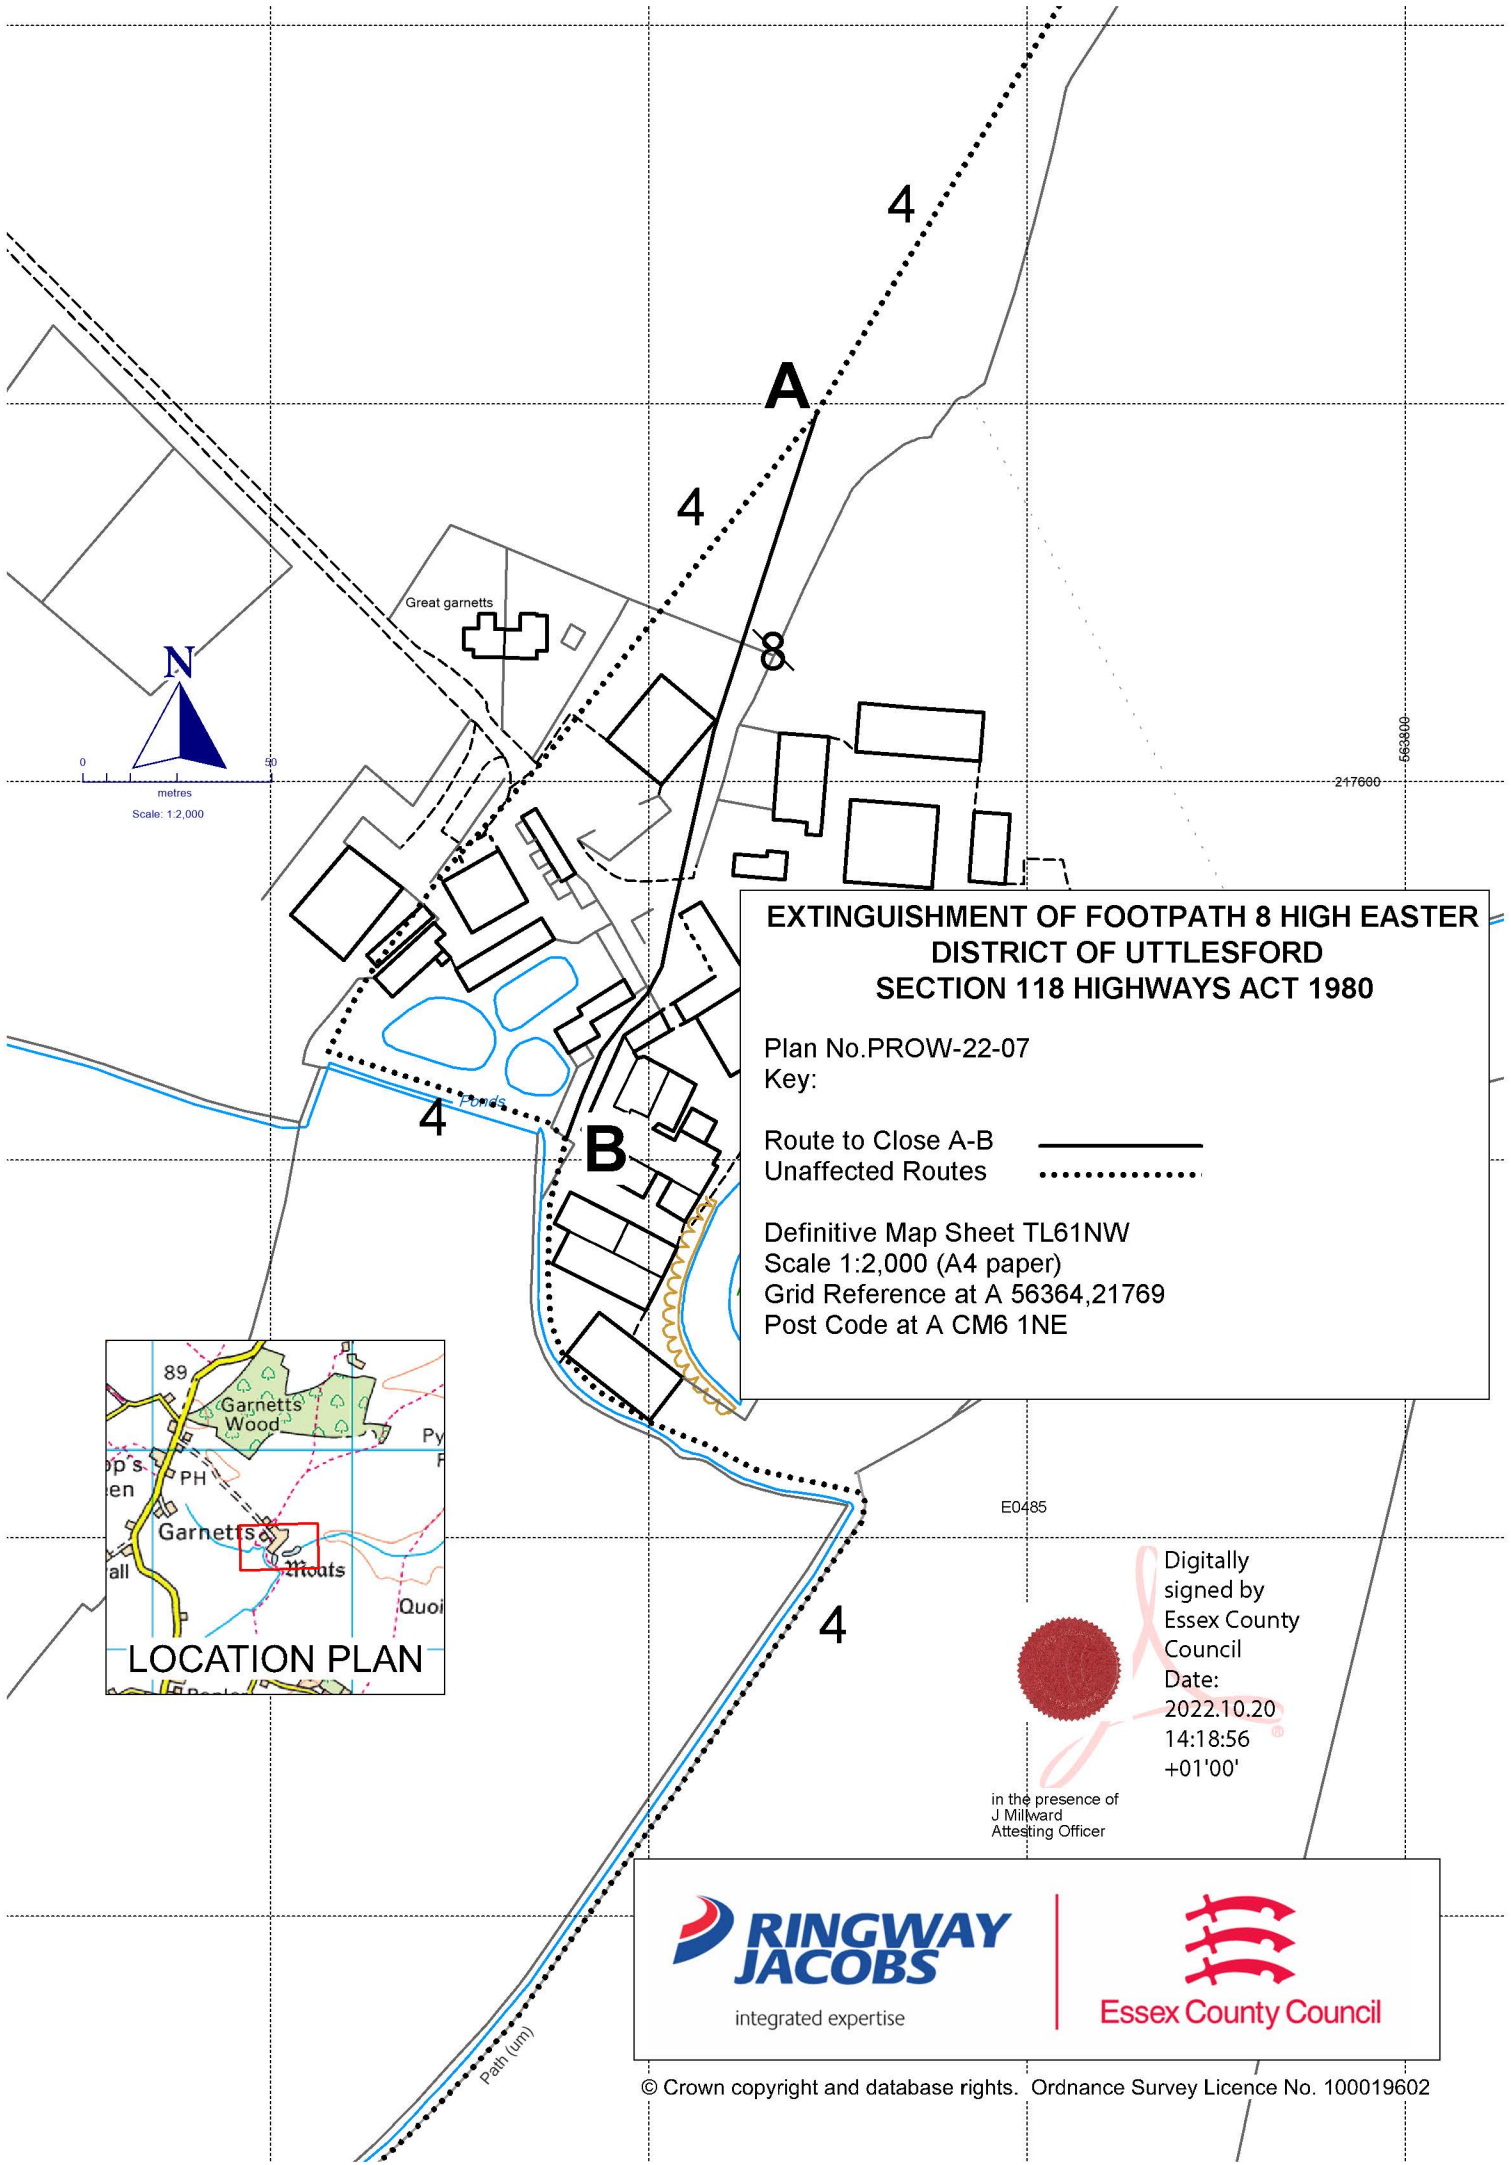 4
A
4
Great garnetts
8
N
0
50
metres
Scale: 1:2,000
563800
217600
EXTINGUISHMENT OF FOOTPATH 8 HIGH EASTER
DISTRICT OF UTTLESFORD
SECTION 118 HIGHWAYS ACT 1980
Plan No.PROW-22-07
Key:
Route to Close A-B
Unaffected Routes
Definitive Map Sheet TL61NW
Scale 1:2,000 (A4 paper)
Grid Reference at A 56364,21769
Post Code at A CM6 1NE
Ponds
4
B
89
Garnetts
Wood
Py
op's
en
PH
Garnetts
all
Moats
Quoi
LOCATION PLAN
E0485
4
Digitally
signed by
Essex County
Council
Date:
2022.10.20
14:18:56
+01'00'
in the presence of
J Millward
Attesting Officer
RINGWAY
JACOBS
integrated expertise
Essex County Council
Path (um)
© Crown copyright and database rights. Ordnance Survey Licence No. 100019602